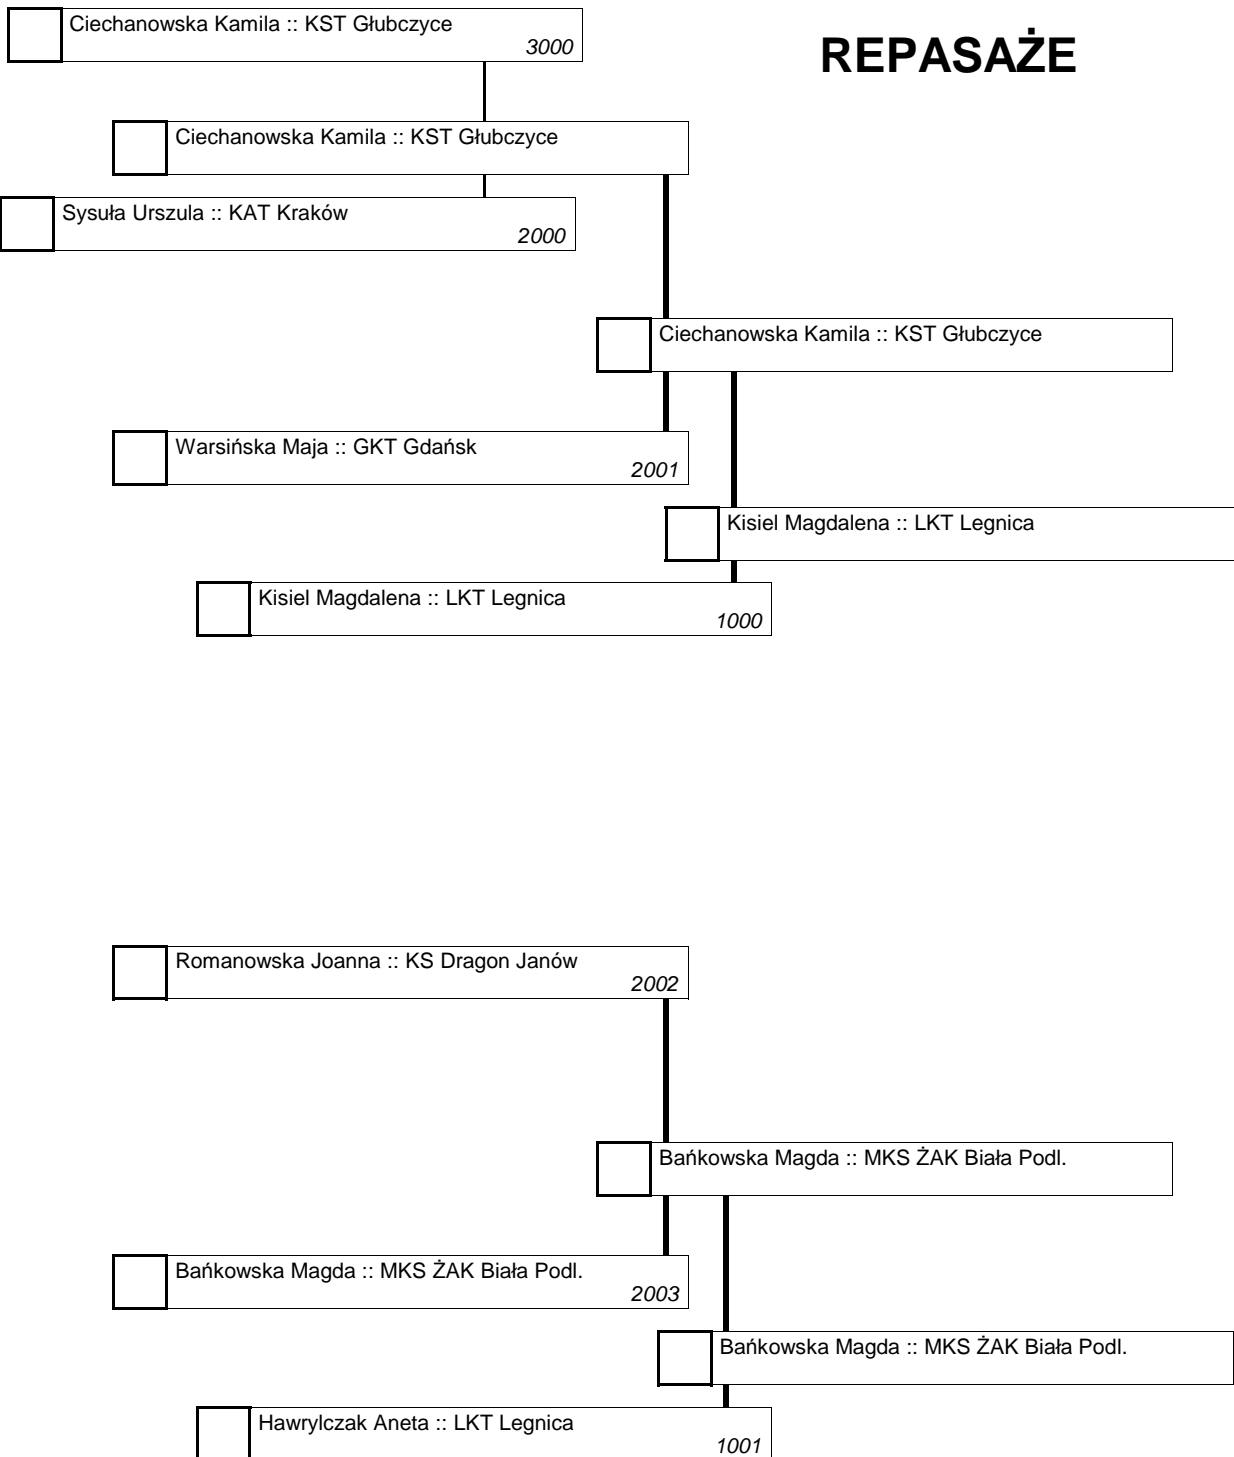 Ciechanowska Kamila :: KST Głubczyce
3000
REPASAŻE
Ciechanowska Kamila :: KST Głubczyce
Sysuła Urszula :: KAT Kraków
2000
Ciechanowska Kamila :: KST Głubczyce
Warsińska Maja :: GKT Gdańsk
2001
Kisiel Magdalena :: LKT Legnica
Kisiel Magdalena :: LKT Legnica
1000
Romanowska Joanna :: KS Dragon Janów
2002
Bańkowska Magda :: MKS ŻAK Biała Podl.
Bańkowska Magda :: MKS ŻAK Biała Podl.
2003
Bańkowska Magda :: MKS ŻAK Biała Podl.
Hawrylczak Aneta :: LKT Legnica
1001